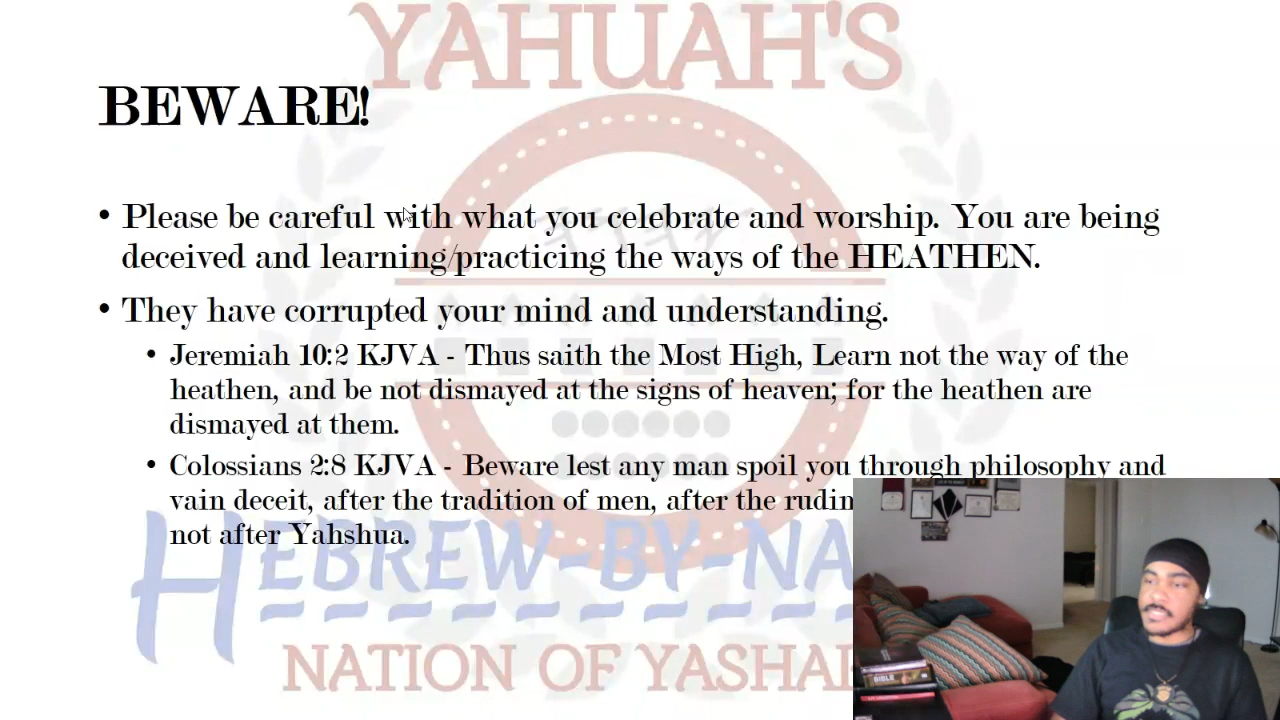 YAHUAH'S
BEWARE!
• Please be careful with what you celebrate and worship. You are being
deceived and learning/practicing the ways of the HEATHEN.
• They have corrupted your mind and understanding.
• Jeremiah 10:2 KJVA - Thus saith the Most High, Learn not the way of the
heathen, and be not dismayed at the signs of heaven; for the heathen are
dismayed at them.
• Colossians 2:8 KJVA - Beware lest any man spoil you through philosophy and
vain deceit, after the tradition of men, after the rudin
not after Yahshua.
HEBREW-BY-NA
NATION OF YASHA
BIBLE